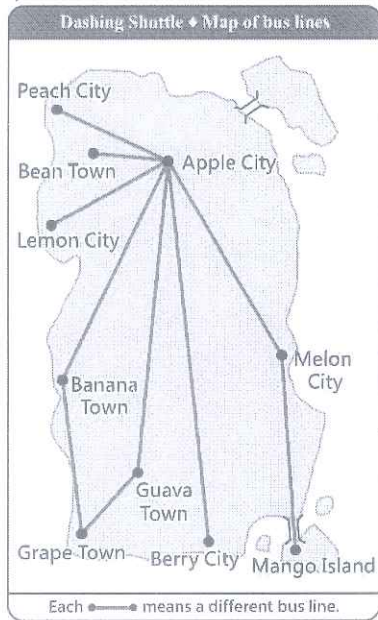 Dashing Shuttle ♦ Map of bus lines
Peach City
Bean Town
Apple City
Lemon City
Melon
City
Banana
Town
Guava
Town
Grape Town
Berry City
Mango Island
Each means a different bus line.